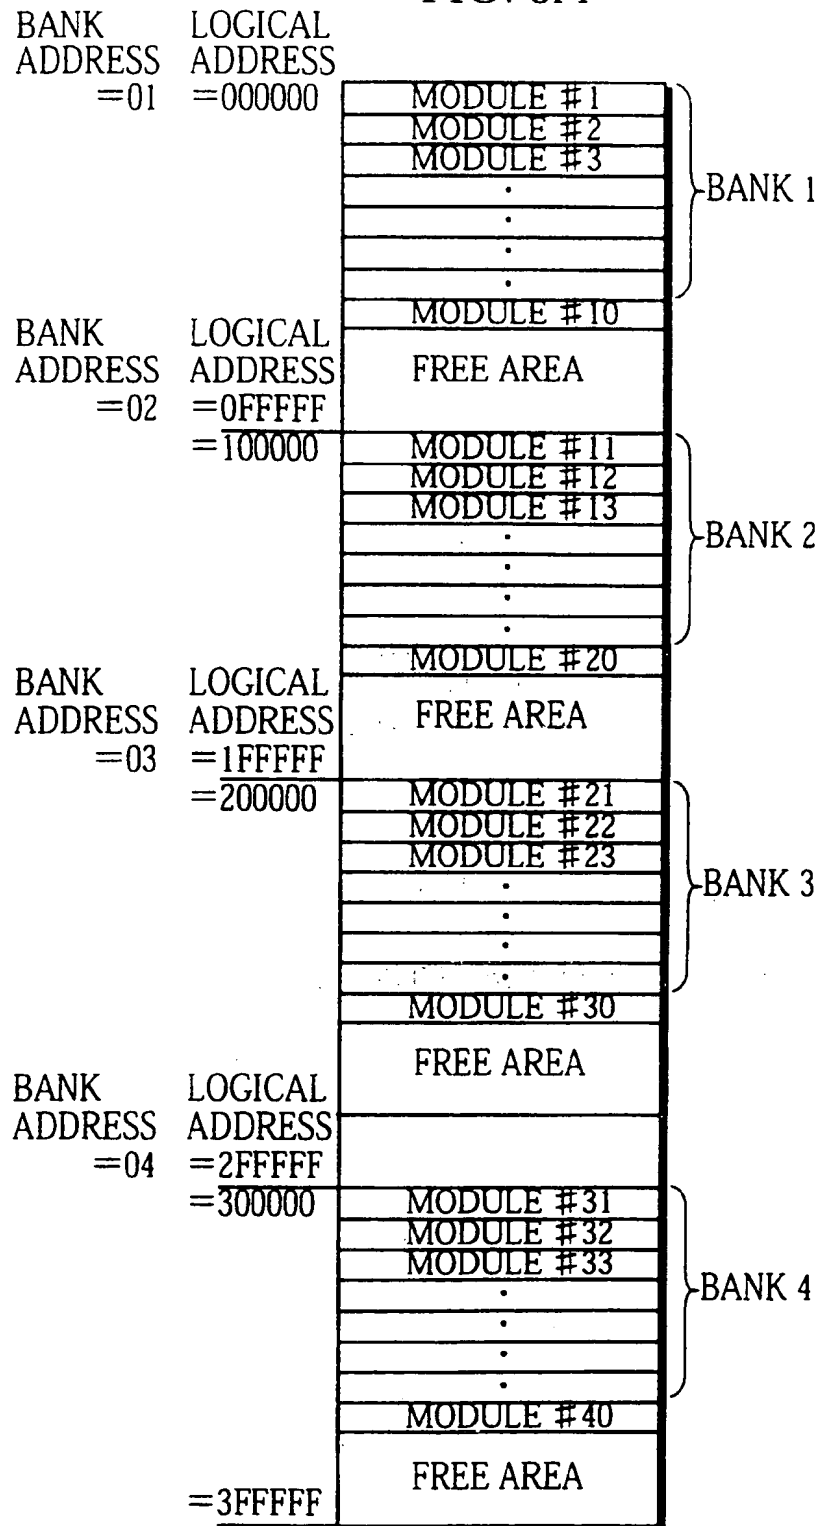 BANK LOGICAL
ADDRESS ADDRESS
=01 =000000
MODULE #1
MODULE #2
MODULE #3
BANK 1
MODULE #10
BANK LOGICAL
ADDRESS ADDRESS
FREE AREA
=02 =0FFFFF
=100000
MODULE #11
MODULE #12
MODULE #13
BANK 2
MODULE #20
BANK LOGICAL
ADDRESS ADDRESS
FREE AREA
=03 =1FFFFF
=200000
MODULE #21
MODULE #22
MODULE #23
BANK 3
MODULE #30
FREE AREA
BANK LOGICAL
ADDRESS ADDRESS
=04 =2FFFFF
=300000
MODULE #31
MODULE #32
MODULE #33
BANK 4
MODULE #40
FREE AREA
=3FFFFF